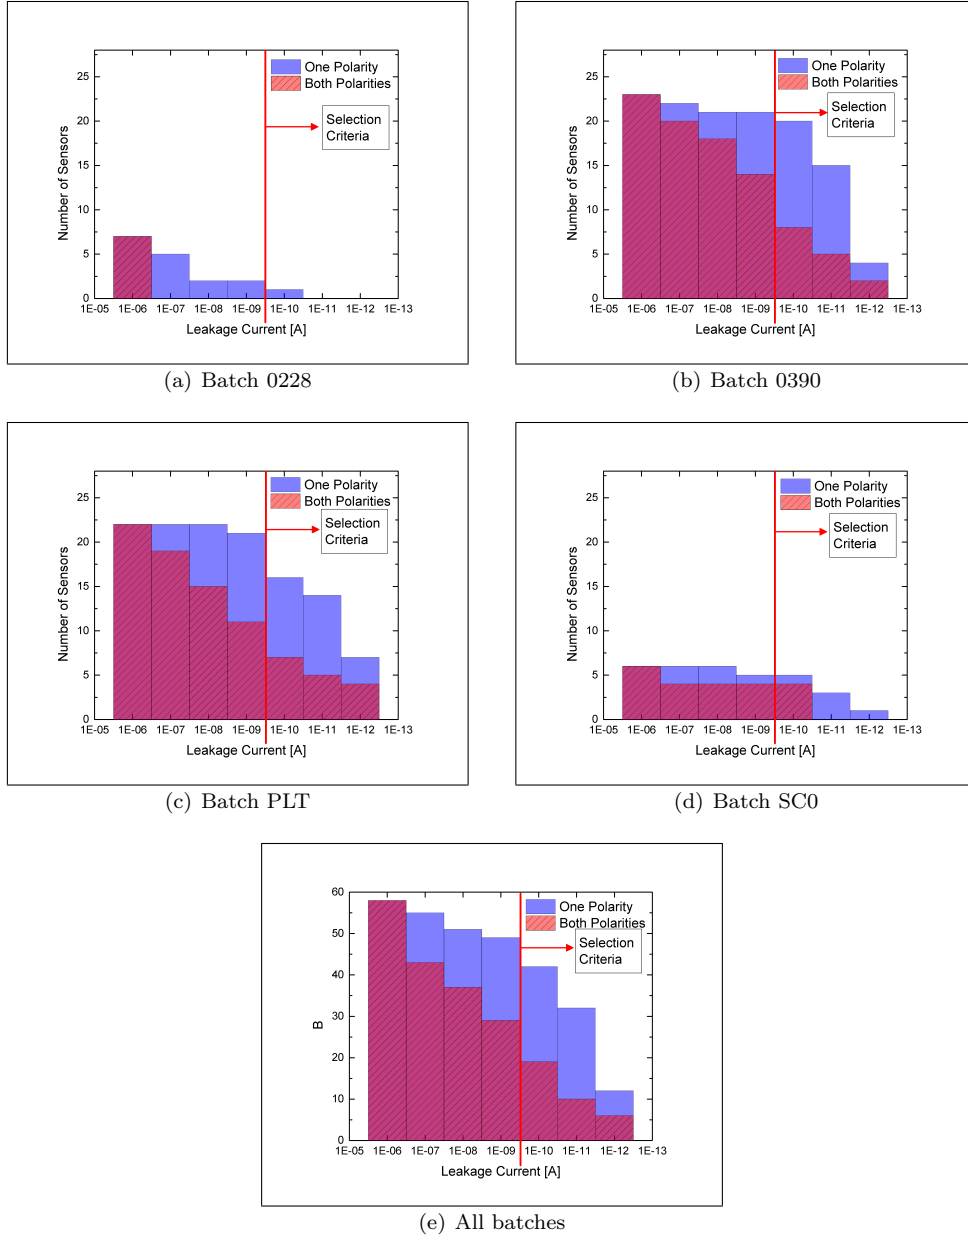 One Polarity
Both Polarities
Selection
Criteria
Number of Sensors
25
20
15
10
5
0
1E-05 1E-06 1E-07 1E-08 1E-09 1E-10 1E-11 1E-12 1E-13
Leakage Current [A]
(a) Batch 0228
One Polarity
Both Polarities
Selection
Criteria
Number of Sensors
25
20
15
10
5
0
1E-05 1E-06 1E-07 1E-08 1E-09 1E-10 1E-11 1E-12 1E-13
Leakage Current [A]
(b) Batch 0390
One Polarity
Both Polarities
Selection
Criteria
Number of Sensors
25
20
15
10
5
0
1E-05 1E-06 1E-07 1E-08 1E-09 1E-10 1E-11 1E-12 1E-13
Leakage Current [A]
(c) Batch PLT
One Polarity
Both Polarities
Selection
Criteria
Number of Sensors
25
20
15
10
5
0
1E-05 1E-06 1E-07 1E-08 1E-09 1E-10 1E-11 1E-12 1E-13
Leakage Current [A]
(d) Batch SC0
One Polarity
Both Polarities
Selection
Criteria
B
60
50
40
30
20
10
0
1E-05 1E-06 1E-07 1E-08 1E-09 1E-10 1E-11 1E-12 1E-13
Leakage Current [A]
(e) All batches